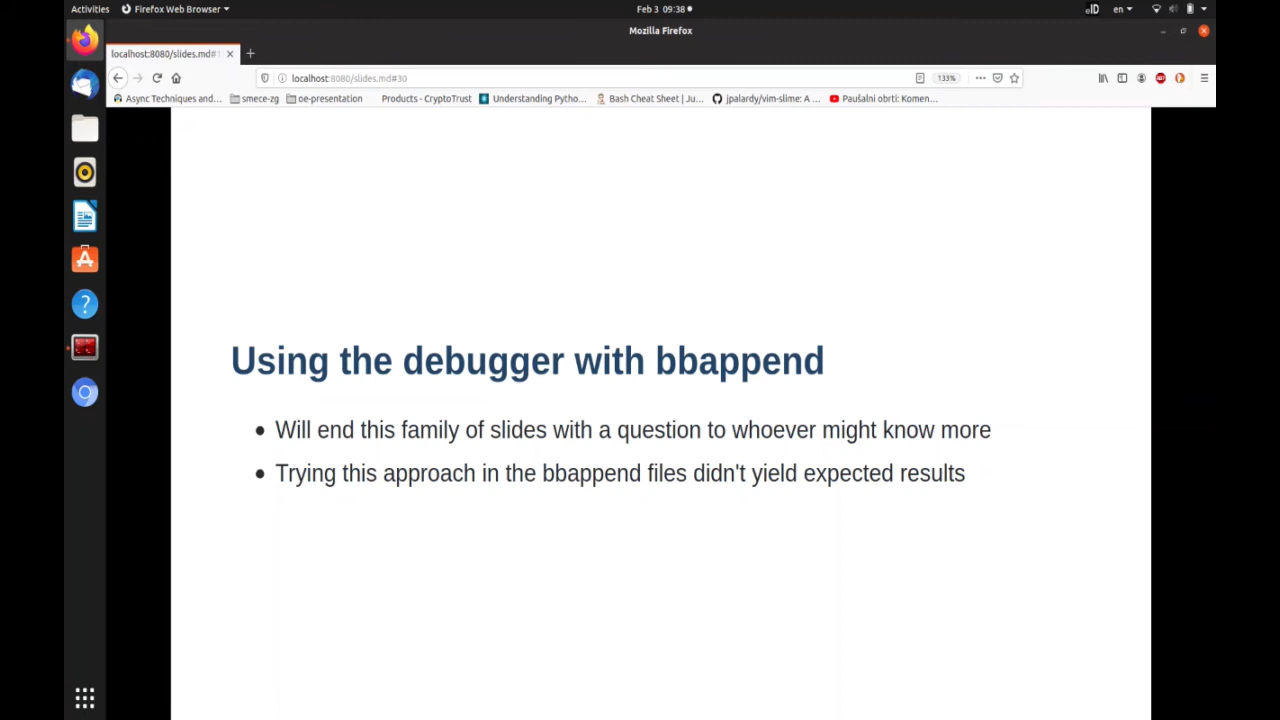 Activities
Firefox Web Browser
Feb 3 09:38
en
Mozilla Firefox
localhost:8080/slides.md#
localhost:8080/slides.md#30
133%
Async Techniques and...
smece-zg
oe-presentation
Products - CryptoTrust
Understanding Pytho...
Bash Cheat Sheet | Ju...
jpalardy/vim-slime: A ...
Paušalni obrti: Komen...
Using the debugger with bbappend
Will end this family of slides with a question to whoever might know more
Trying this approach in the bbappend files didn't yield expected results